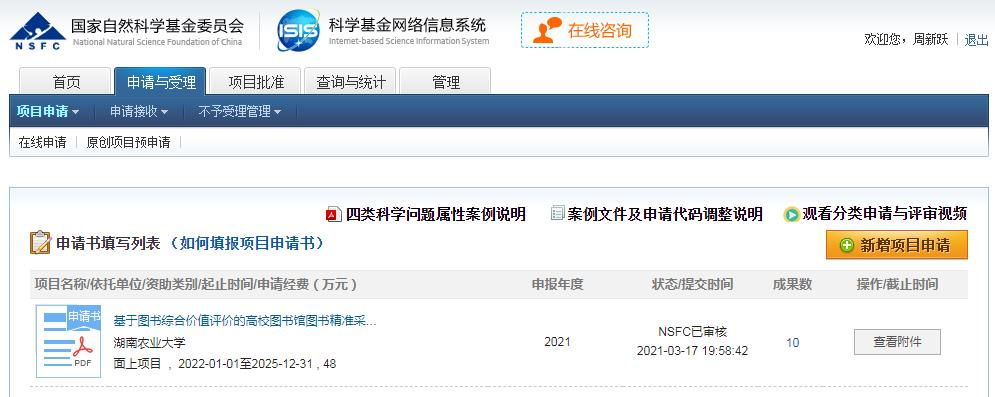 国家自然科学基金委员会
National Natural Science Foundation of China
NSFC
ISIS
科学基金网络信息系统
Internet-based Science Information System
在线咨询
欢迎您，周新跃 退出
首页 申请与受理 项目批准 查询与统计 管理
项目申请 申请接收 不予受理管理
在线申请 原创项目预申请
四类科学问题属性案例说明 案例文件及申请代码调整说明 观看分类申请与评审视频
申请书填写列表 （如何填报项目申请书） 新增项目申请
项目名称/依托单位/资助类别/起止时间/申请经费（万元） 申报年度 状态/提交时间 成果数 操作/截止时间
申请书
PDF
基于图书综合价值评价的高校图书馆图书精准采...
湖南农业大学
面上项目 ，2022-01-01至2025-12-31 , 48
2021
NSFC已审核
2021-03-17 19:58:42
10
查看附件